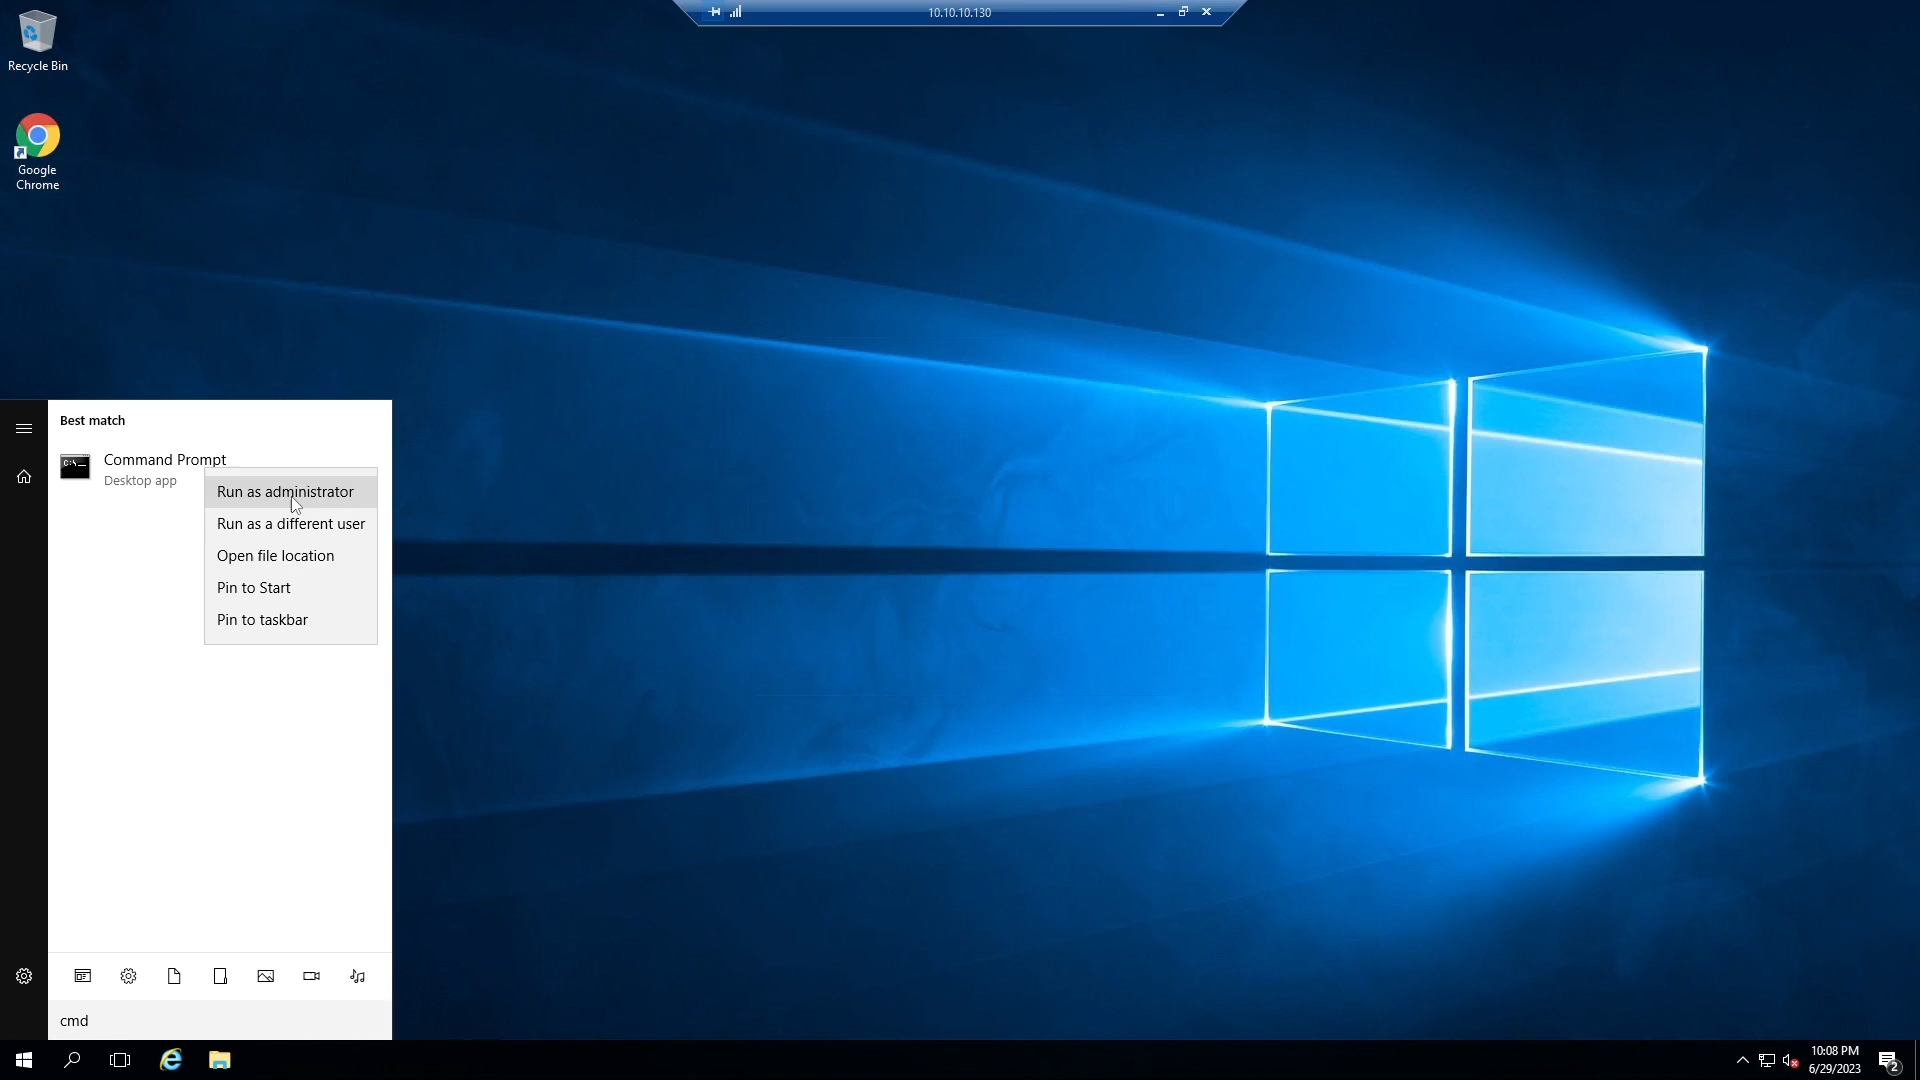 10.10.10.130
Recycle Bin
Google
Chrome
Best match
Command Prompt
Desktop app
Run as administrator
Run as a different user
Open file location
Pin to Start
Pin to taskbar
cmd
10:08 PM
6/29/2023
2